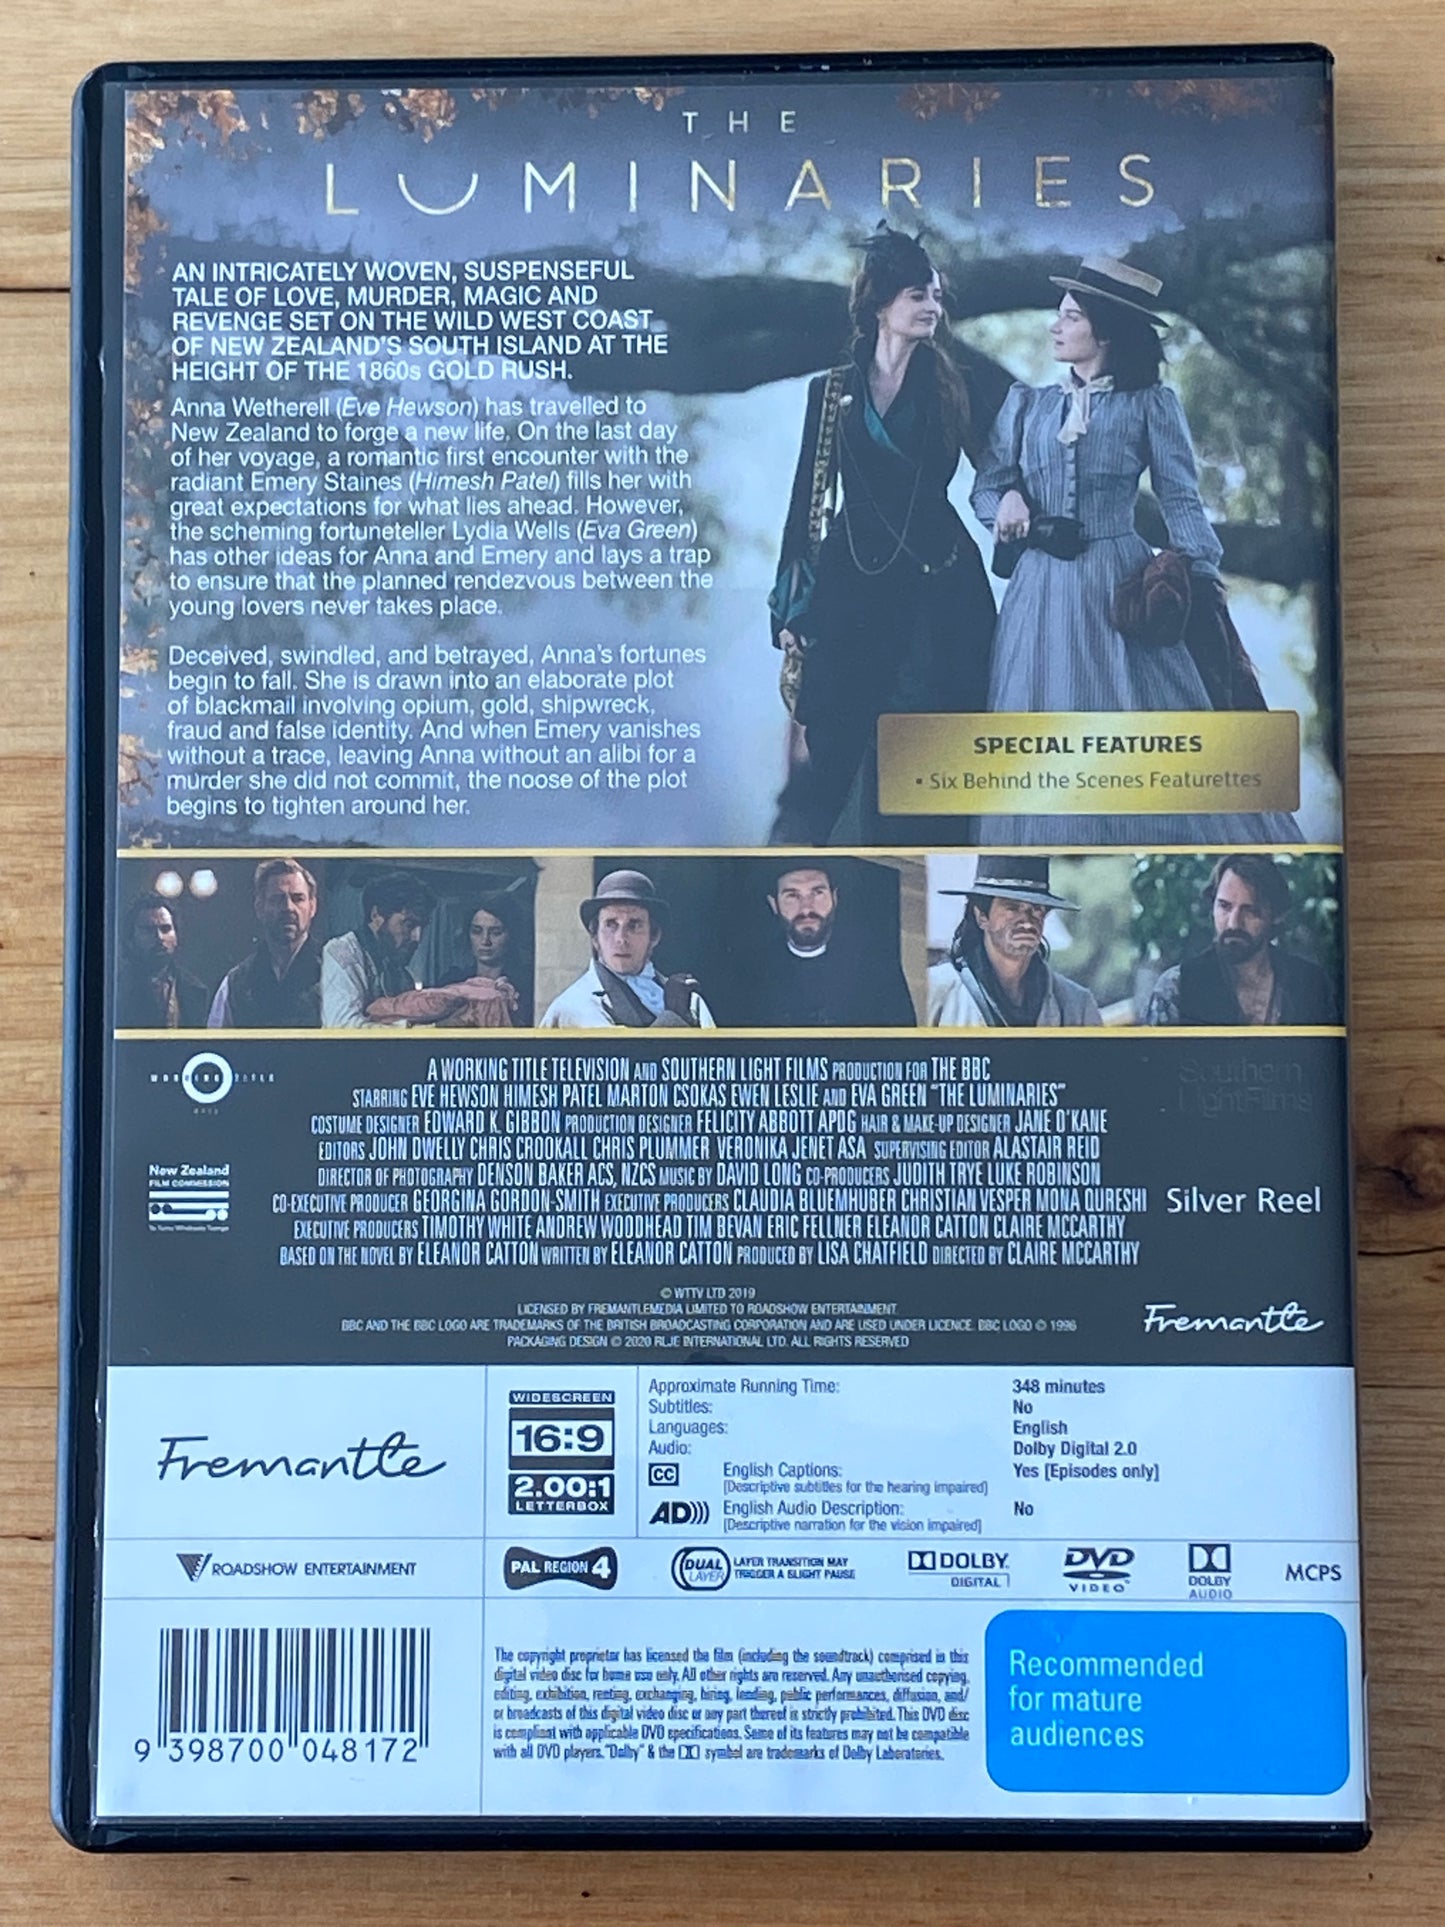 THE
LUMINARIES
AN INTRICATELY WOVEN, SUSPENSEFUL
TALE OF LOVE, MURDER, MAGIC AND
REVENGE SET ON THE WILD WEST COAST
OF NEW ZEALAND'S SOUTH ISLAND AT THE
HEIGHT OF THE 1860s GOLD RUSH.
Anna Wetherell (Eve Hewson) has travelled to
New Zealand to forge a new life. On the last day
of her voyage, a romantic first encounter with the
radiant Emery Staines (Himesh Patel) fills her with
great expectations for what lies ahead. However,
the scheming fortuneteller Lydia Wells (Eva Green)
has other ideas for Anna and Emery and lays a trap
to ensure that the planned rendezvous between the
young lovers never takes place.
Deceived, swindled, and betrayed, Anna's fortunes
begin to fall. She is drawn into an elaborate plot
of blackmail involving opium, gold, shipwreck,
fraud and false identity. And when Emery vanishes
without a trace, leaving Anna without an alibi for a
murder she did not commit, the noose of the plot
begins to tighten around her.
SPECIAL FEATURES
• Six Behind the Scenes Featurettes
WORKING TITLE
A WORKING TITLE TELEVISION AND SOUTHERN LIGHT FILMS PRODUCTION FOR THE BBC
STARRING EVE HEWSON HIMESH PATEL MARTON CSOKAS EWEN LESLIE AND EVA GREEN "THE LUMINARIES"
COSTUME DESIGNER EDWARD K. GIBBON PRODUCTION DESIGNER FELICITY ABBOTT APDG HAIR & MAKE-UP DESIGNER JANE O'KANE
EDITORS JOHN DWELLY CHRIS CROOKALL CHRIS PLUMMER VERONIKA JENET ASA SUPERVISING EDITOR ALASTAIR REID
DIRECTOR OF PHOTOGRAPHY DENSON BAKER ACS, NZCS MUSIC BY DAVID LONG CO-PRODUCERS JUDITH TRYE LUKE ROBINSON
CO-EXECUTIVE PRODUCER GEORGINA GORDON-SMITH EXECUTIVE PRODUCERS CLAUDIA BLUEMHUBER CHRISTIAN VESPER MONA QURESHI
EXECUTIVE PRODUCERS TIMOTHY WHITE ANDREW WOODHEAD TIM BEVAN ERIC FELLNER ELEANOR CATTON CLAIRE MCCARTHY
BASED ON THE NOVEL BY ELEANOR CATTON WRITTEN BY ELEANOR CATTON PRODUCED BY LISA CHATFIELD DIRECTED BY CLAIRE MCCARTHY
Southern
LightFilms
New Zealand
FILM COMMISSION
Silver Reel
© WTTV LTD 2019
LICENSED BY FREMANTLEMEDIA LIMITED TO ROADSHOW ENTERTAINMENT
BBC AND THE BBC LOGO ARE TRADEMARKS OF THE BRITISH BROADCASTING CORPORATION AND ARE USED UNDER LICENCE. BBC LOGO © 1996
PACKAGING DESIGN © 2020 RLJE INTERNATIONAL LTD. ALL RIGHTS RESERVED
Fremantle
Fremantle
WIDESCREEN
16:9
2.00:1
LETTERBOX
Approximate Running Time: 348 minutes
Subtitles: No
Languages: English
Audio: Dolby Digital 2.0
CC English Captions: Yes [Episodes only]
[Descriptive subtitles for the hearing impaired]
AD))) English Audio Description: No
[Descriptive narration for the vision impaired]
ROADSHOW ENTERTAINMENT
PAL REGION 4
DUAL LAYER
LAYER TRANSITION MAY
TRIGGER A SLIGHT PAUSE
DOLBY
DIGITAL
DVD
VIDEO
DOLBY
AUDIO
MCPS
9 398700 048172
The copyright proprietor has licensed the film (including the soundtrack) comprised in this
digital video disc for home use only. All other rights are reserved. Any unauthorised copying,
editing, exhibition, renting, exchanging, hiring, lending, public performances, diffusion, and/
or broadcasts of this digital video disc or any part thereof is strictly prohibited. This DVD disc
is compliant with applicable DVD specifications. Some of its features may not be compatible
with all DVD players. "Dolby" & the DD symbol are trademarks of Dolby Laboratories.
Recommended
for mature
audiences